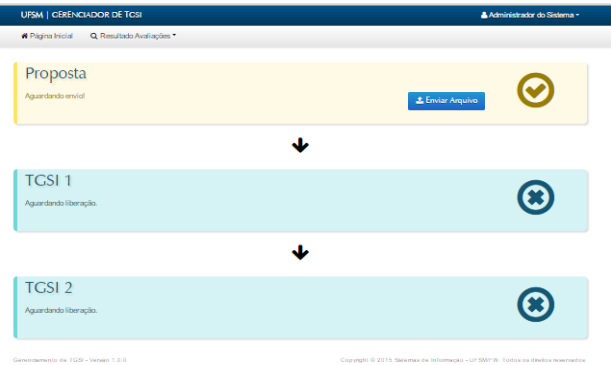 UFSM | GERENCIADOR DE TGSI
Administrador do Sistema
Página Inicial Resultado Avaliações
Proposta
Aguardando envio!
Enviar Arquivo
TGSI 1
Aguardando liberação.
TGSI 2
Aguardando liberação.
Gerenciamento de TGSI - Versão 1.0.0
Copyright © 2015 Sistemas de Informação - UFSM/FW. Todos os direitos reservados.